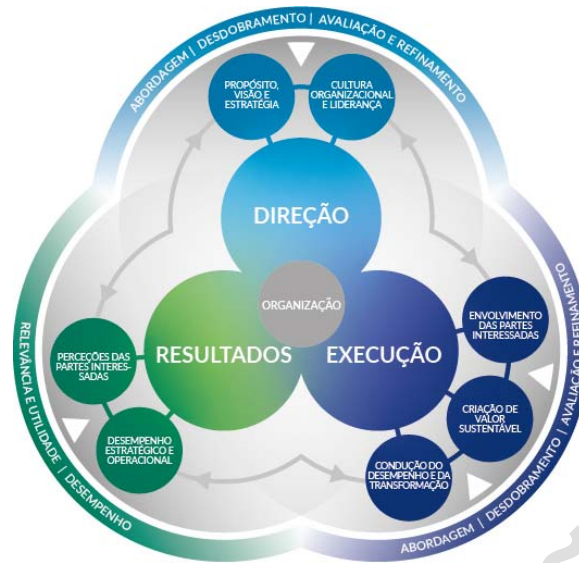 ABORDAGEM | DESDOBRAMENTO | AVALIAÇÃO E REFINAMENTO
PROPÓSITO,
VISÃO E
ESTRATÉGIA
CULTURA
ORGANIZACIONAL
E LIDERANÇA
DIREÇÃO
ORGANIZAÇÃO
RESULTADOS
EXECUÇÃO
PERCEÇÕES DAS
PARTES INTERES-
SADAS
DESEMPENHO
ESTRATÉGICO E
OPERACIONAL
ENVOLVIMENTO
DAS PARTES
INTERESSADAS
CRIAÇÃO DE
VALOR
SUSTENTÁVEL
CONDUÇÃO DO
DESEMPENHO E DA
TRANSFORMAÇÃO
RELEVÂNCIA E UTILIDADE | DESEMPENHO
ABORDAGEM | DESDOBRAMENTO | AVALIAÇÃO E REFINAMENTO